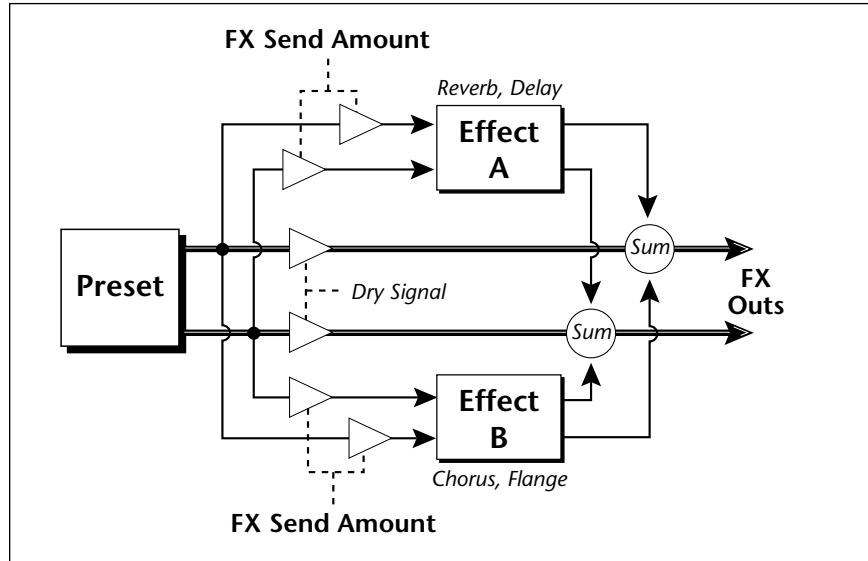 FX Send Amount
Reverb, Delay
Effect
A
Preset
Sum
Dry Signal
FX
Outs
Sum
Effect
B
Chorus, Flange
FX Send Amount